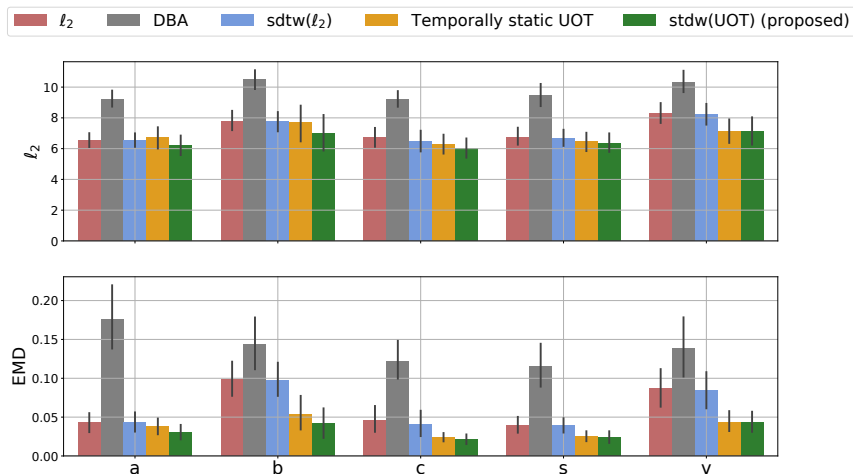 ℓ₂ DBA sdtw(ℓ₂) Temporally static UOT stdw(UOT) (proposed)
10
8
6
4
2
0
ℓ₂
0.20
0.15
0.10
0.05
0.00
EMD
a b c s v